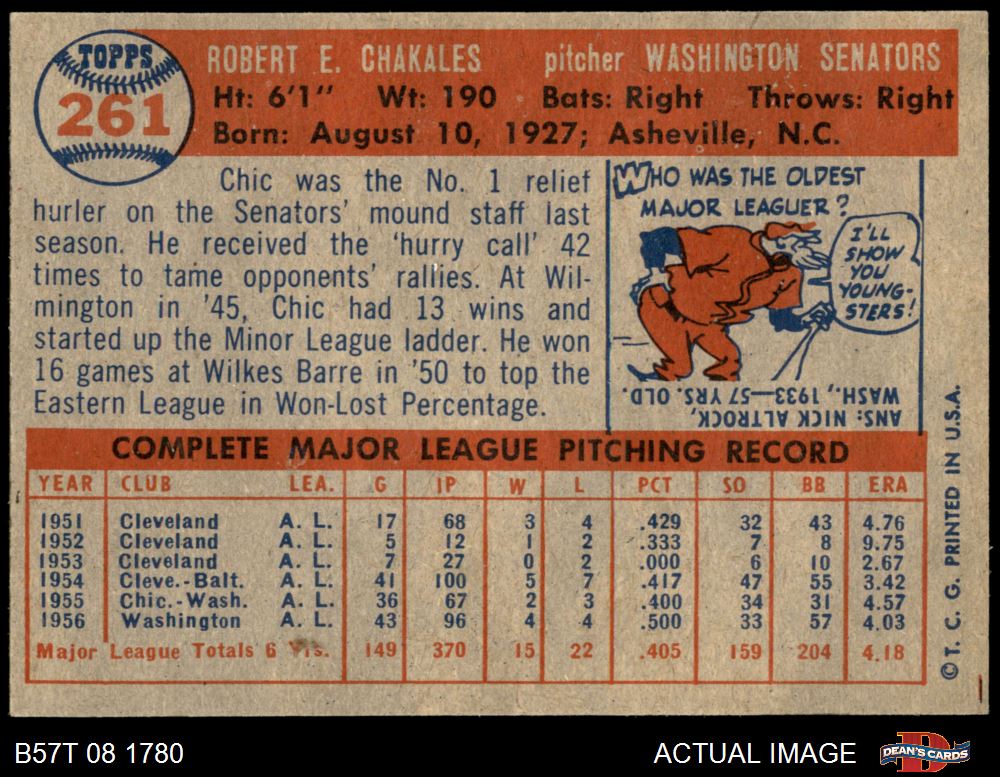 TOPPS
261
ROBERT E. CHAKALES pitcher WASHINGTON SENATORS
Ht: 6'1" Wt: 190 Bats: Right Throws: Right
Born: August 10, 1927; Asheville, N.C.
Chic was the No. 1 relief
hurler on the Senators' mound staff last
season. He received the 'hurry call' 42
times to tame opponents' rallies. At Wil-
mington in '45, Chic had 13 wins and
started up the Minor League ladder. He won
16 games at Wilkes Barre in '50 to top the
Eastern League in Won-Lost Percentage.
WHO WAS THE OLDEST
MAJOR LEAGUER?
I'LL
SHOW
YOU
YOUNG-
STERS!
ANS: NICK ALTROCK,
WASH., 1933—57 YRS. OLD.
COMPLETE MAJOR LEAGUE PITCHING RECORD
YEAR CLUB LEA. G IP W L PCT SO BB ERA
1951 Cleveland A. L. 17 68 3 4 .429 32 43 4.76
1952 Cleveland A. L. 5 12 1 2 .333 7 8 9.75
1953 Cleveland A. L. 7 27 0 2 .000 6 10 2.67
1954 Cleve.-Balt. A. L. 41 100 5 7 .417 47 55 3.42
1955 Chic.-Wash. A. L. 36 67 2 3 .400 34 31 4.57
1956 Washington A. L. 43 96 4 4 .500 33 57 4.03
Major League Totals 6 Yrs. 149 370 15 22 .405 159 204 4.18
© T. C. G. PRINTED IN U.S.A.
B57T 08 1780 ACTUAL IMAGE
D
DEAN'S CARDS